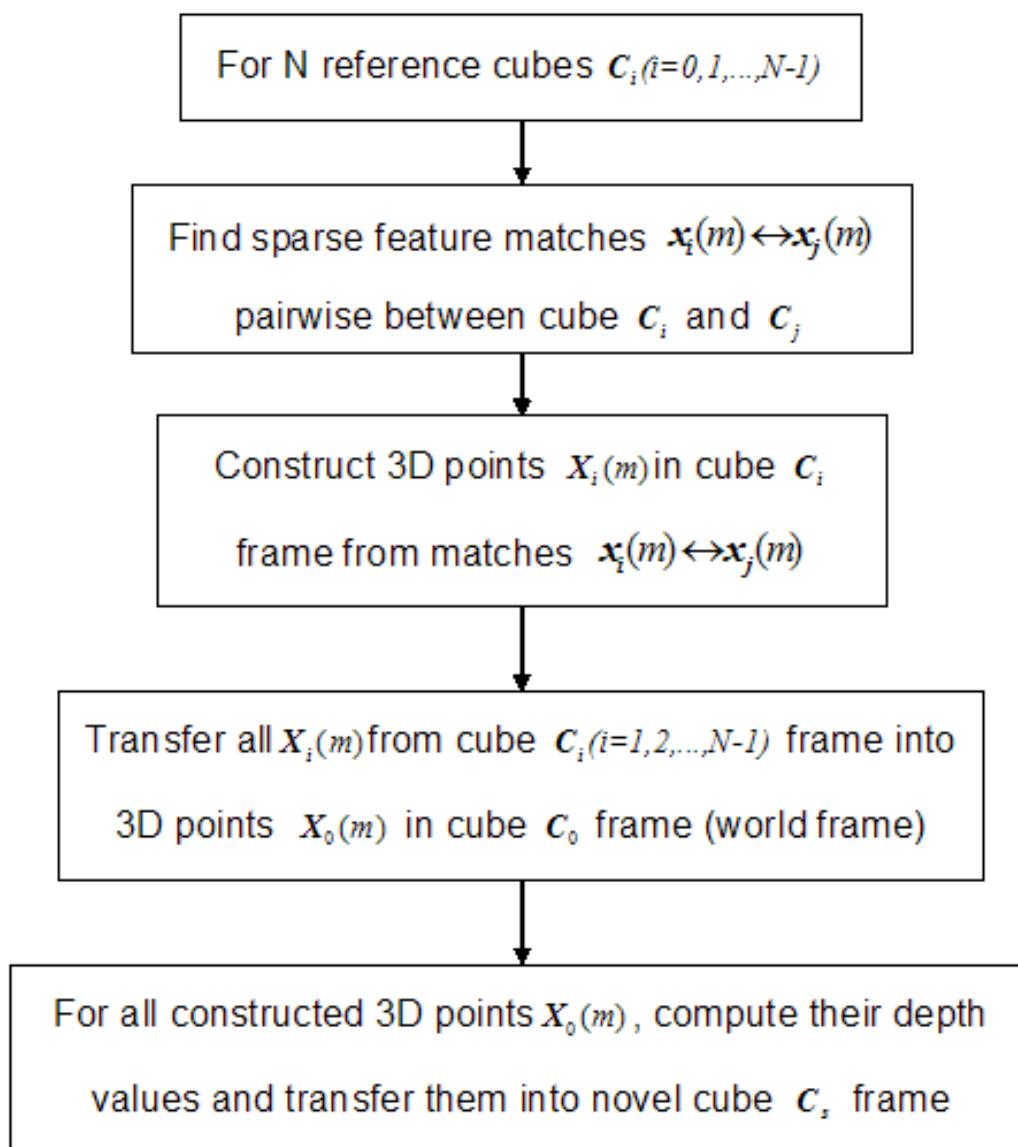 For N reference cubes C_i(i=0,1,...,N-1)
Find sparse feature matches x_i(m)↔x_j(m)
pairwise between cube C_i and C_j
Construct 3D points X_i(m) in cube C_i
frame from matches x_i(m)↔x_j(m)
Transfer all X_i(m) from cube C_i(i=1,2,...,N-1) frame into
3D points X_0(m) in cube C_0 frame (world frame)
For all constructed 3D points X_0(m), compute their depth
values and transfer them into novel cube C_s frame